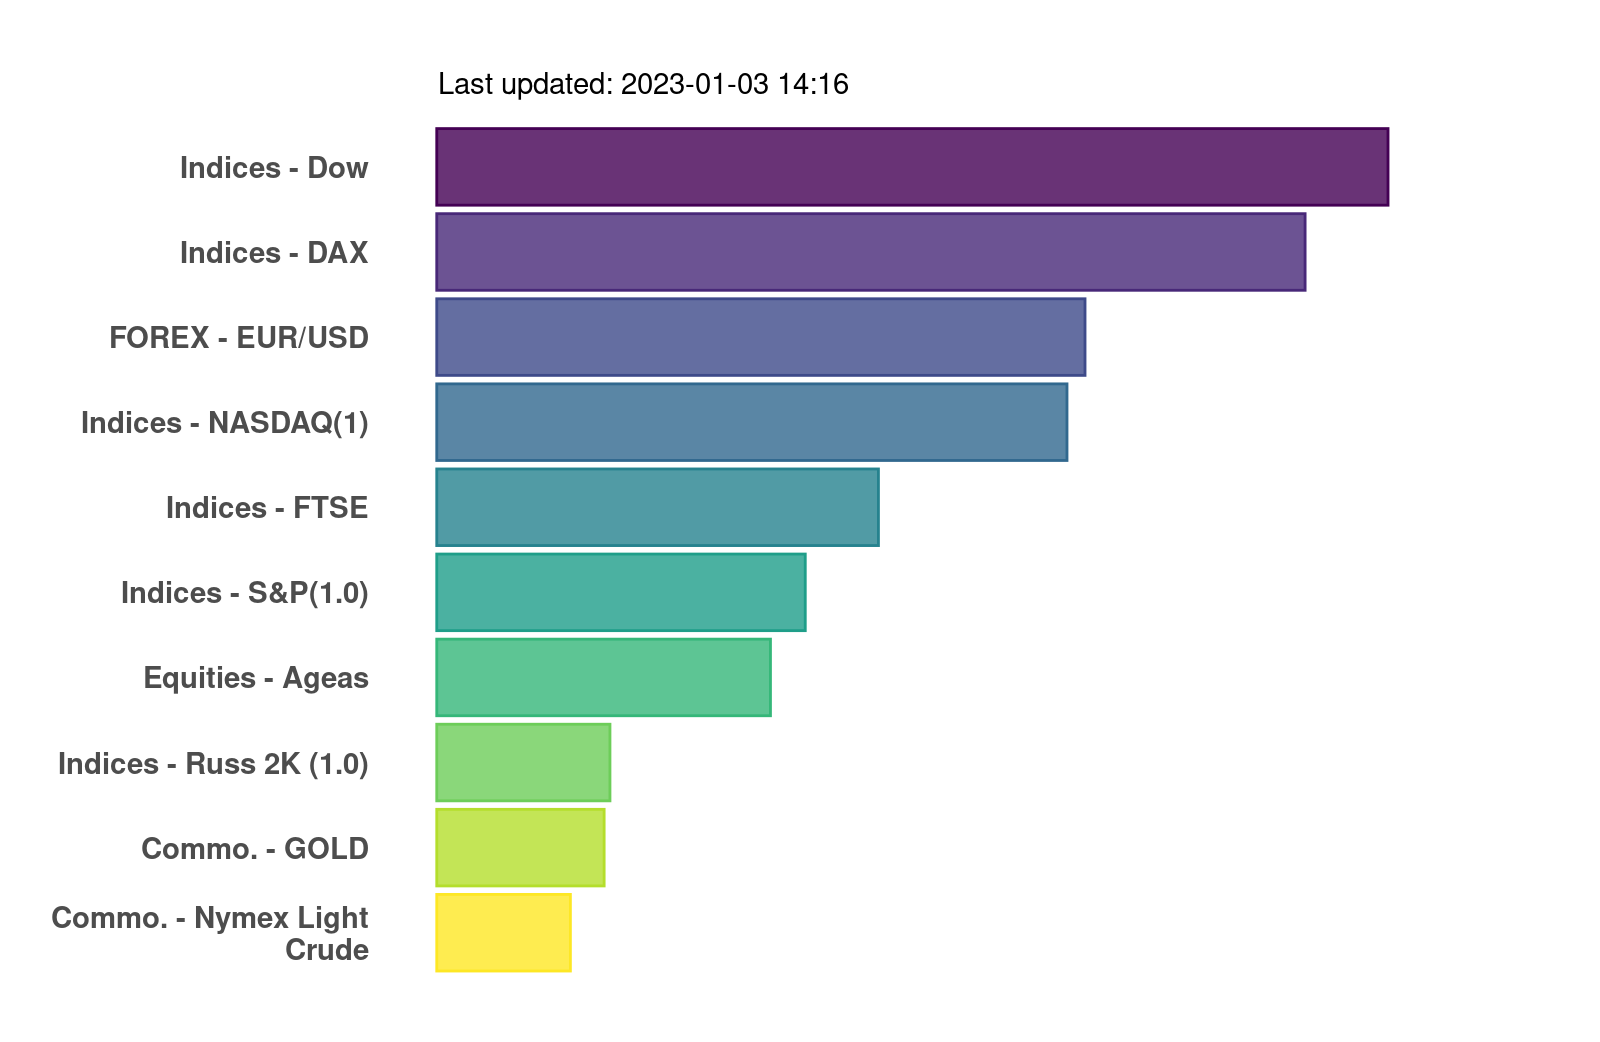 Last updated: 2023-01-03 14:16
Indices - Dow
Indices - DAX
FOREX - EUR/USD
Indices - NASDAQ(1)
Indices - FTSE
Indices - S&P(1.0)
Equities - Ageas
Indices - Russ 2K (1.0)
Commo. - GOLD
Commo. - Nymex Light
Crude